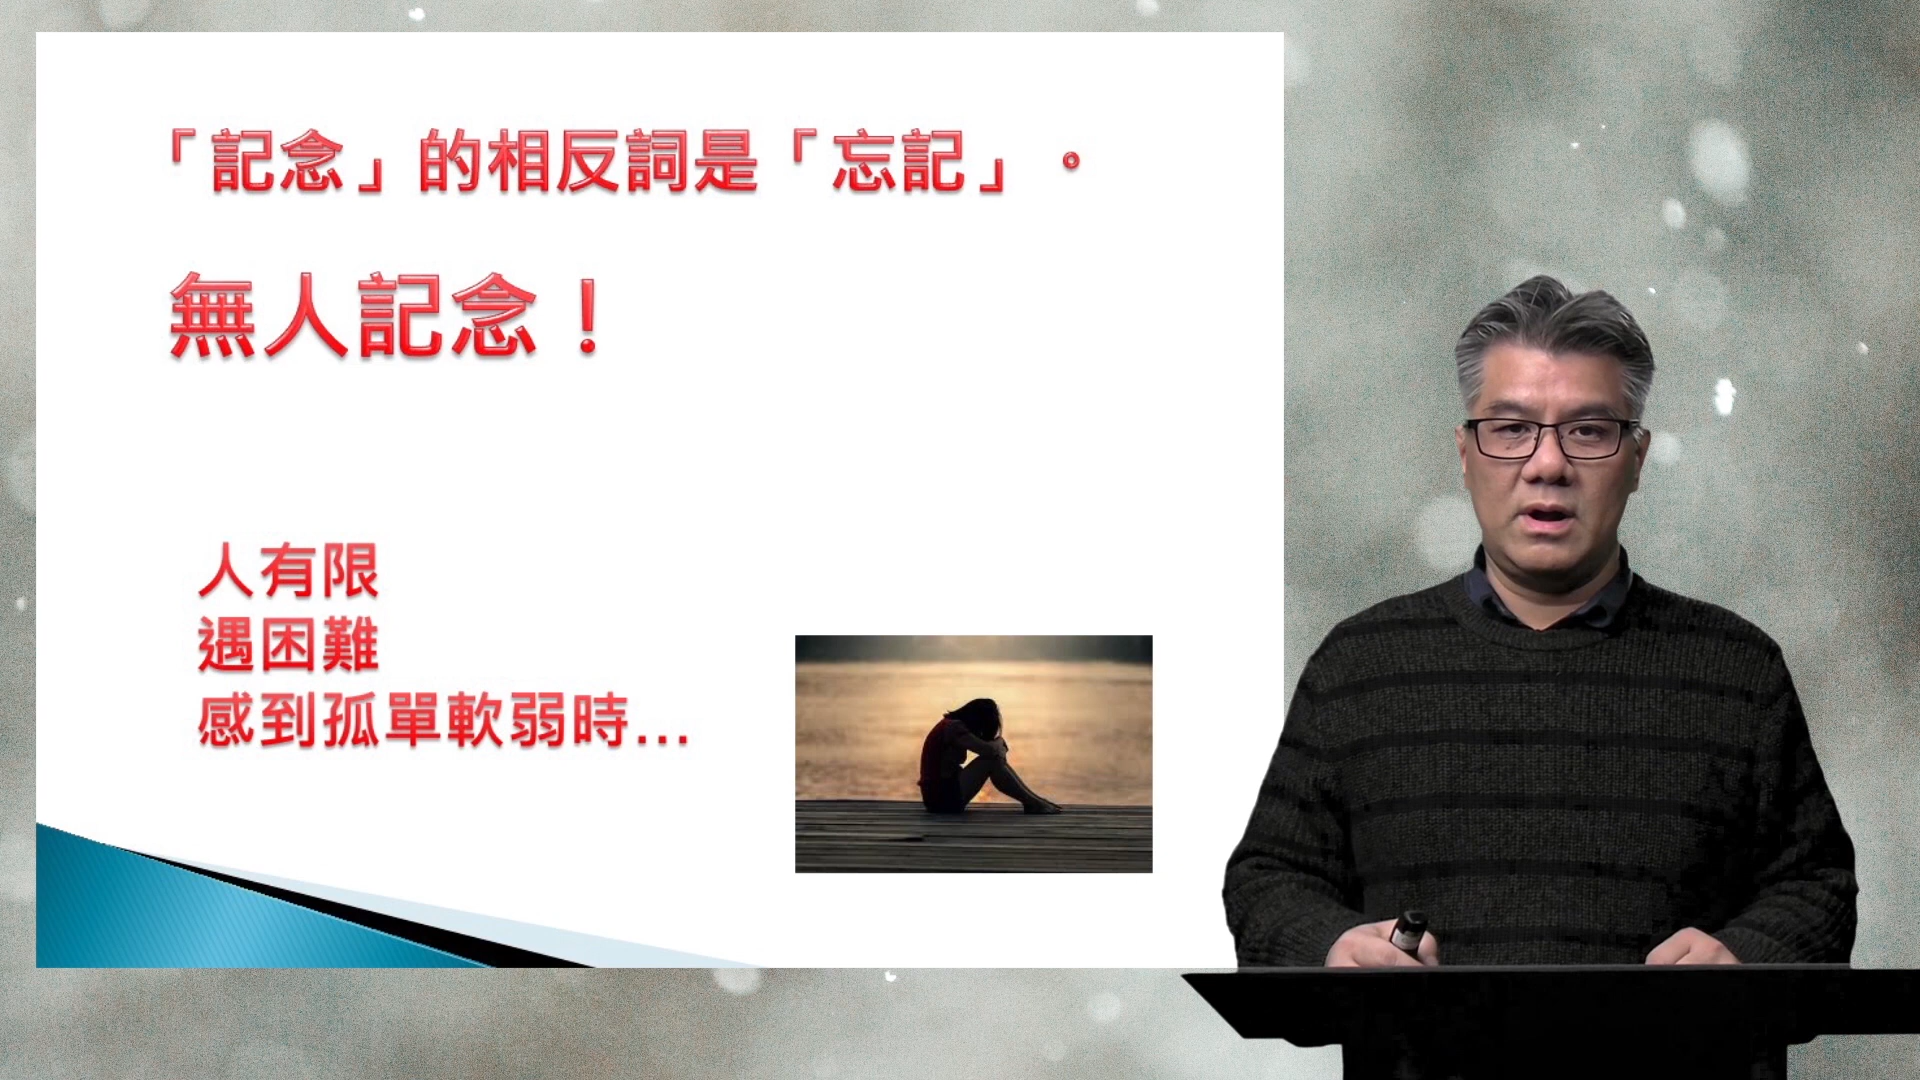 「記念」的相反詞是「忘記」。
無人記念！
人有限
遇困難
感到孤單軟弱時…